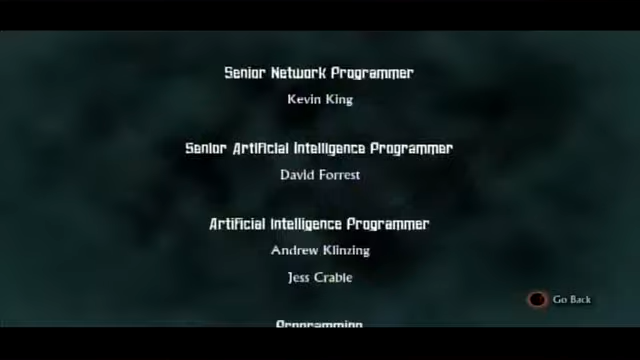 Senior Network Programmer
Kevin King
Senior Artificial Intelligence Programmer
David Forrest
Artificial Intelligence Programmer
Andrew Klinzing
Jess Crable
Go Back
Programming